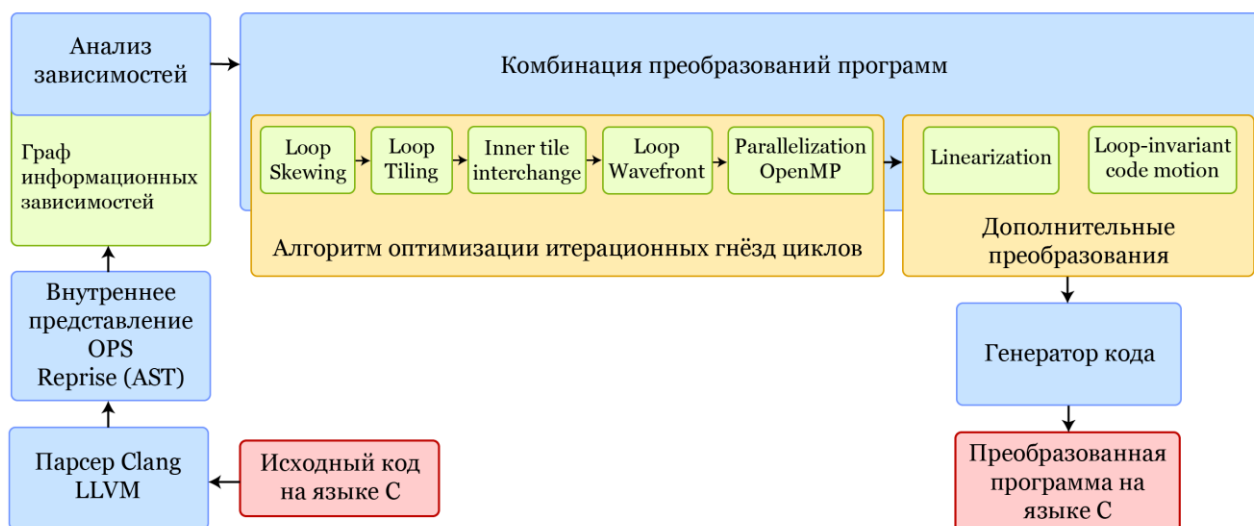 Анализ
зависимостей
Комбинация преобразований программ
Граф
информационных
зависимостей
Loop
Skewing
Loop
Tiling
Inner tile
interchange
Loop
Wavefront
Parallelization
OpenMP
Linearization
Loop-invariant
code motion
Алгоритм оптимизации итерационных гнёзд циклов
Дополнительные
преобразования
Внутреннее
представление
OPS
Reprise (AST)
Генератор кода
Парсер Clang
LLVM
Исходный код
на языке C
Преобразованная
программа на
языке C